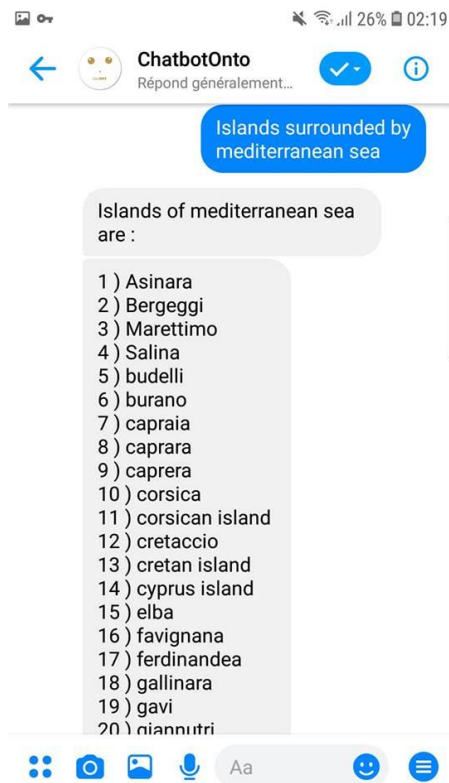 26% 02:19
ChatbotOnto
Répond généralement...
Islands surrounded by
mediterranean sea
Islands of mediterranean sea
are :
1 ) Asinara
2 ) Bergeggi
3 ) Marettimo
4 ) Salina
5 ) budelli
6 ) burano
7 ) capraia
8 ) caprara
9 ) caprera
10 ) corsica
11 ) corsican island
12 ) cretaccio
13 ) cretan island
14 ) cyprus island
15 ) elba
16 ) favignana
17 ) ferdinandea
18 ) gallinara
19 ) gavi
20 ) giannutri
Aa